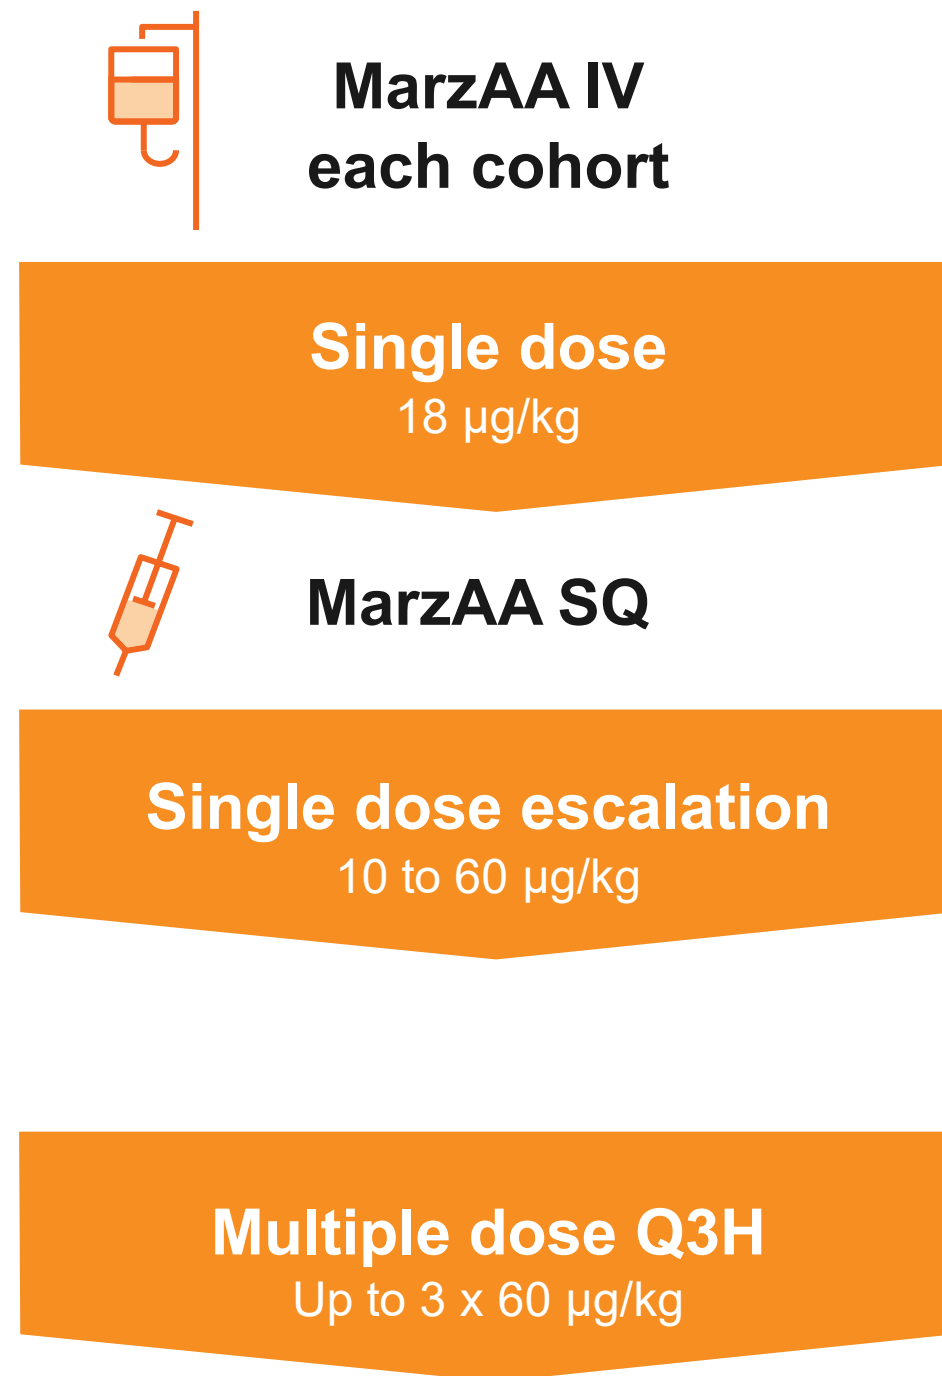 MarzAA IV
each cohort
Single dose
18 µg/kg
MarzAA SQ
Single dose escalation
10 to 60 µg/kg
Multiple dose Q3H
Up to 3 x 60 µg/kg